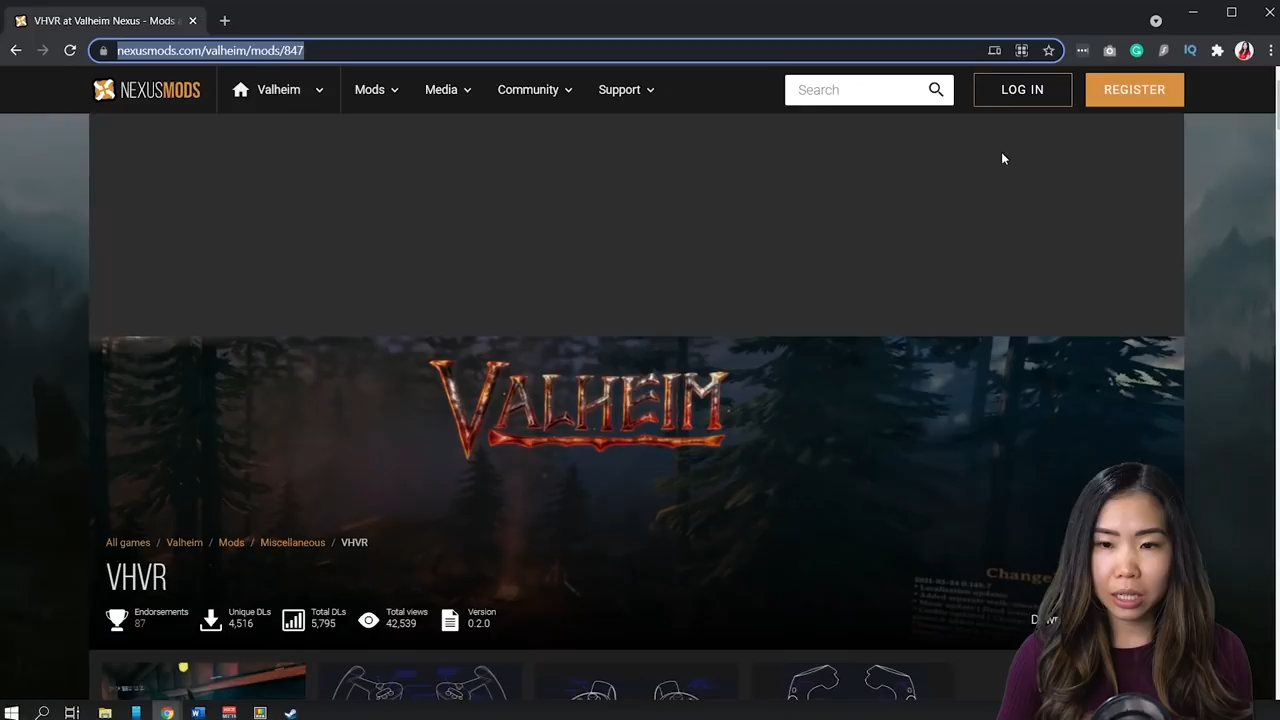 VHVR at Valheim Nexus - Mods
nexusmods.com/valheim/mods/847
NEXUSMODS
Valheim
Mods
Media
Community
Support
Search
LOG IN
REGISTER
VALHEIM
All games / Valheim / Mods / Miscellaneous / VHVR
VHVR
Endorsements
87
Unique DLs
4,516
Total DLs
5,795
Total views
42,539
Version
0.2.0
Change